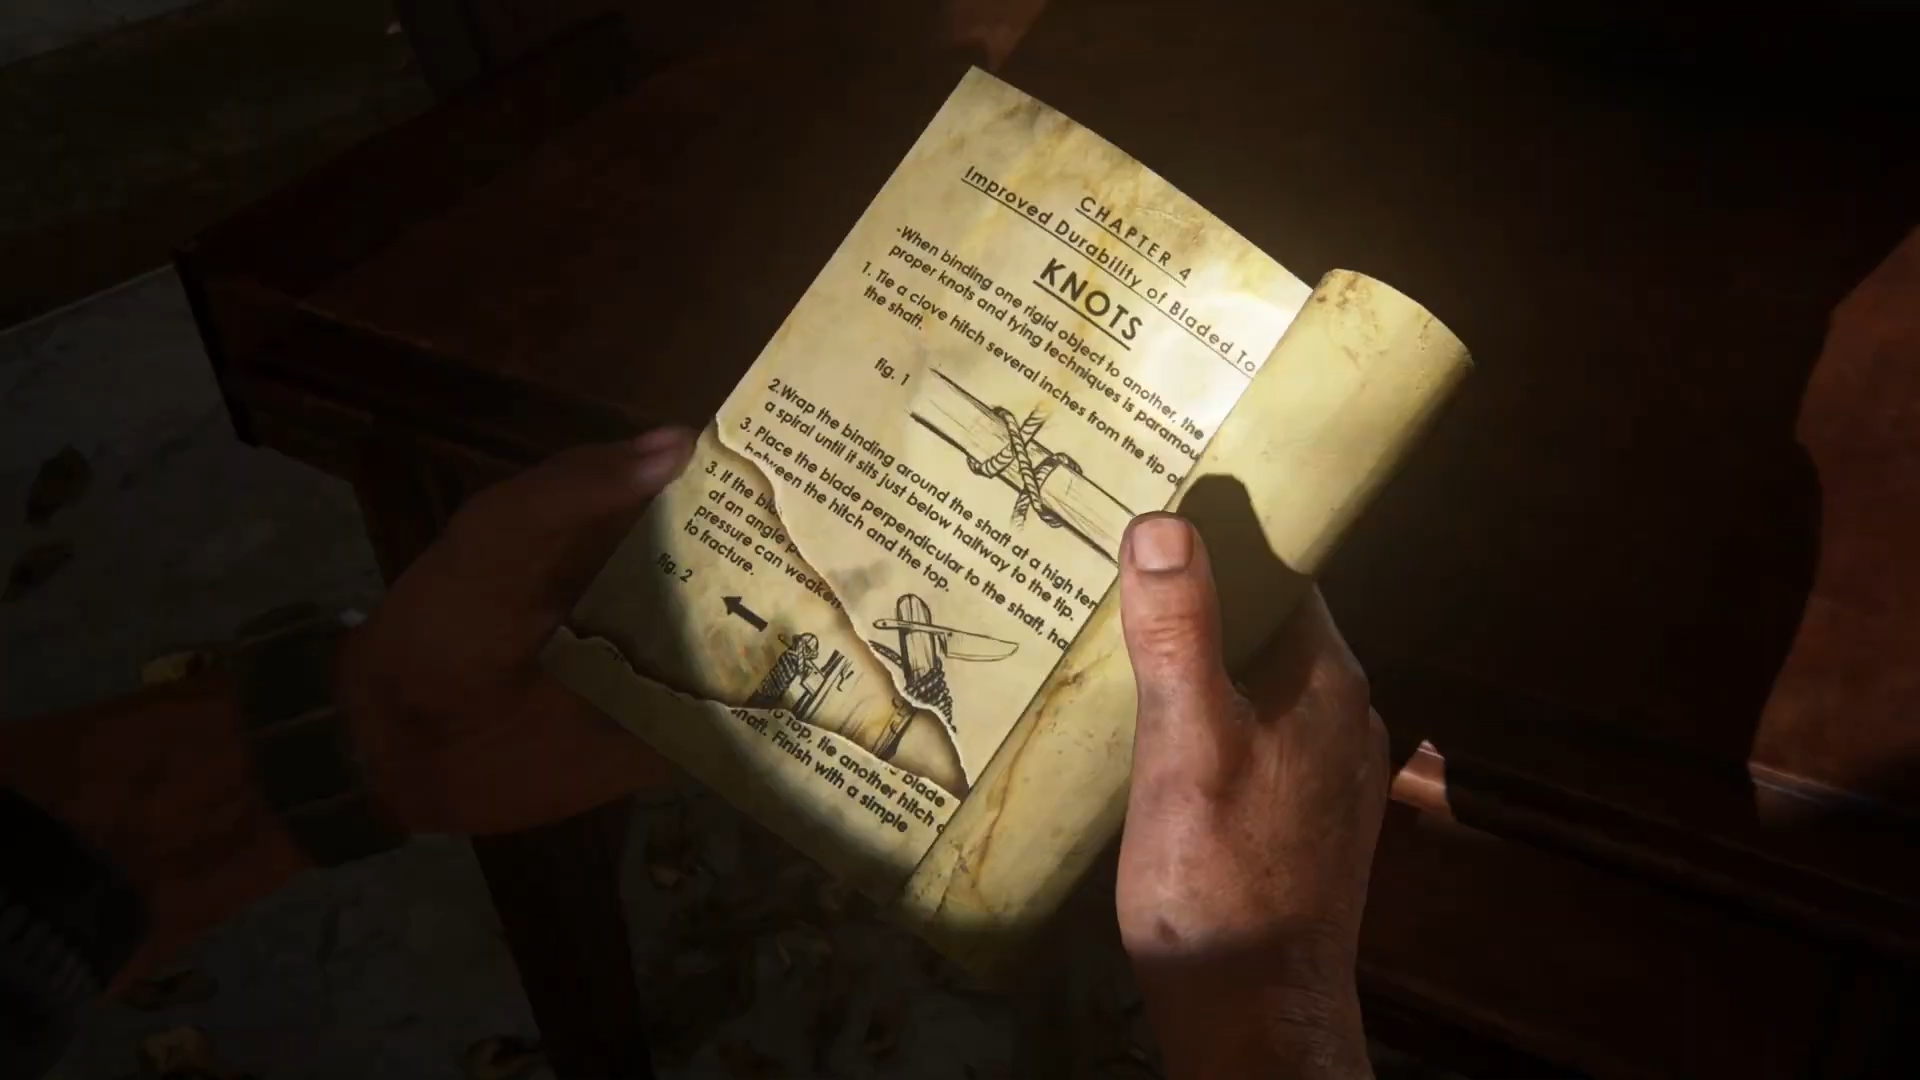 CHAPTER 4
Improved Durability of Bladed To
KNOTS
-When binding one rigid object to another, the
proper knots and tying techniques is paramou
1. Tie a clove hitch several inches from the tip o
the shaft.
fig. 1
2.Wrap the binding around the shaft at a high ten
a spiral until it sits just below halfway to the tip.
3. Place the blade perpendicular to the shaft, ha
between the hitch and the top.
3. If the bl
at an angle p
pressure can weaken
to fracture.
fig. 2
blade
to top, tie another hitch
shaft. Finish with a simple